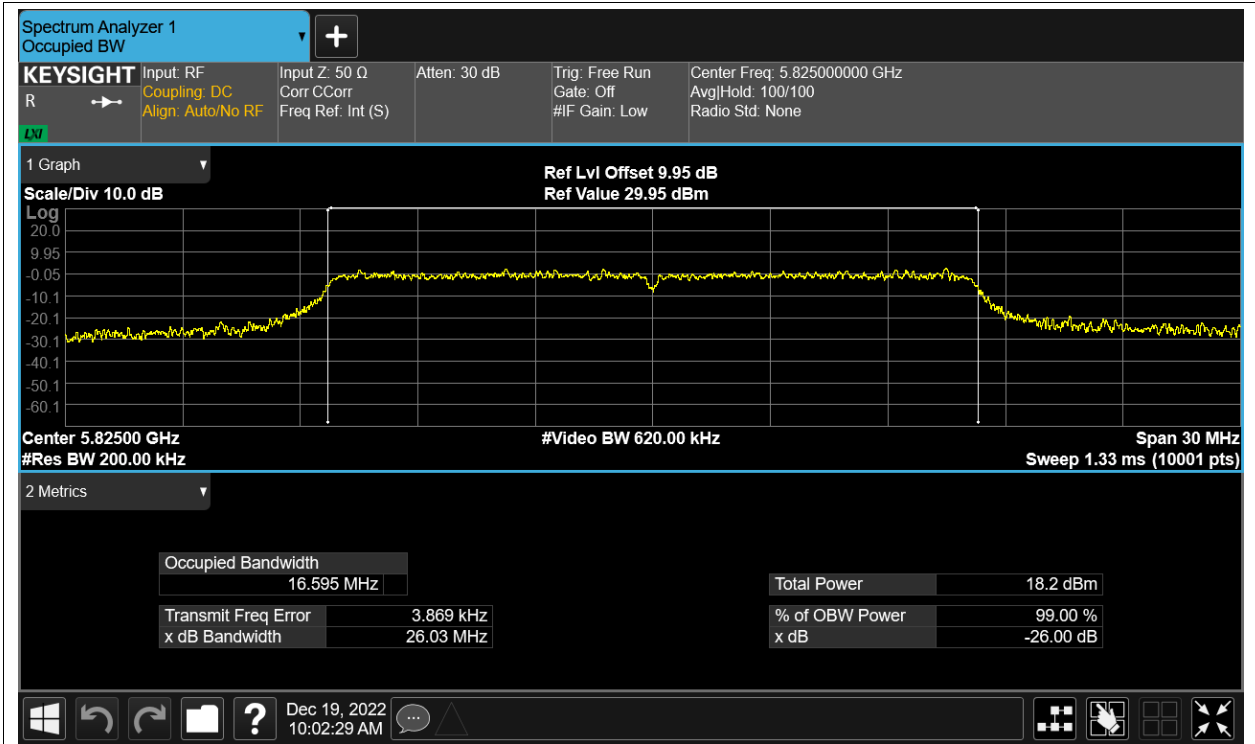 Spectrum Analyzer 1
Occupied BW
KEYSIGHT
R
LXI
Input: RF
Coupling: DC
Align: Auto/No RF
Input Z: 50 Ω
Corr CCorr
Freq Ref: Int (S)
Atten: 30 dB
Trig: Free Run
Gate: Off
#IF Gain: Low
Center Freq: 5.825000000 GHz
Avg|Hold: 100/100
Radio Std: None
1 Graph
Scale/Div 10.0 dB
Ref Lvl Offset 9.95 dB
Ref Value 29.95 dBm
Log
20.0
9.95
-0.05
-10.1
-20.1
-30.1
-40.1
-50.1
-60.1
Center 5.82500 GHz
#Res BW 200.00 kHz
#Video BW 620.00 kHz
Span 30 MHz
Sweep 1.33 ms (10001 pts)
2 Metrics
Occupied Bandwidth
16.595 MHz
Transmit Freq Error 3.869 kHz
x dB Bandwidth 26.03 MHz
Total Power 18.2 dBm
% of OBW Power 99.00 %
x dB -26.00 dB
?
Dec 19, 2022
10:02:29 AM